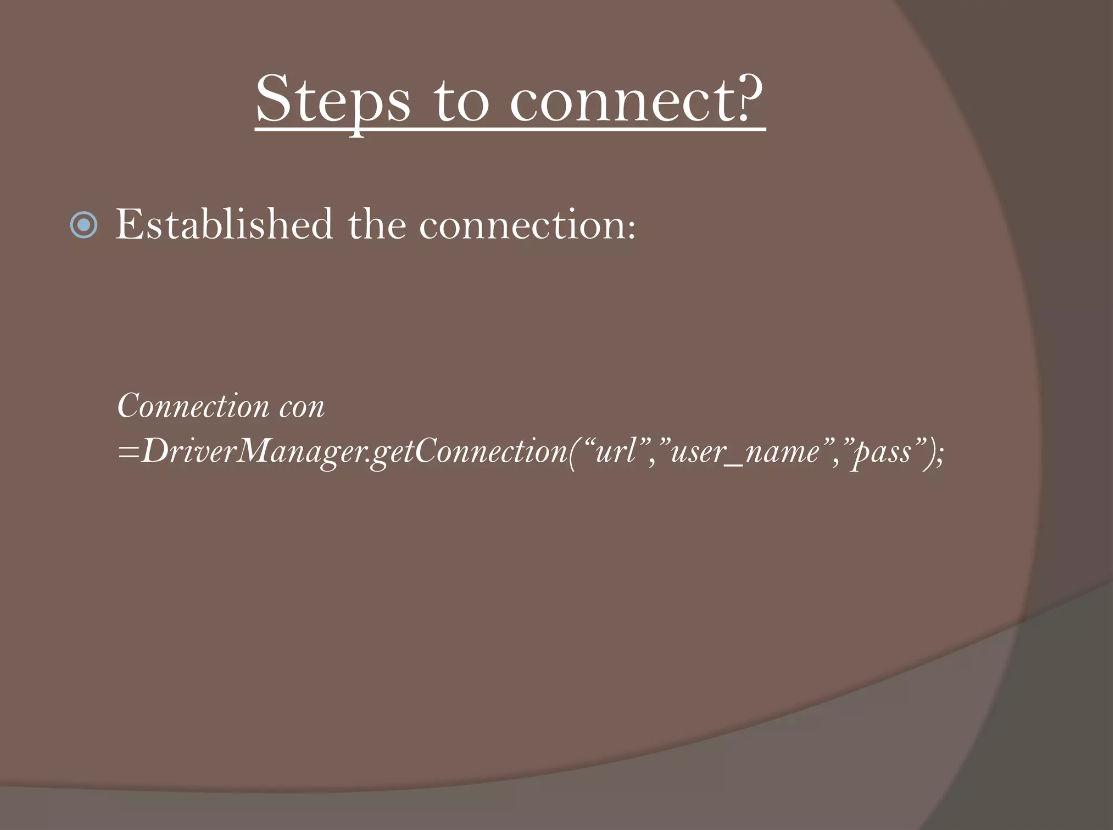 Steps to connect?
Established the connection:
Connection con
=DriverManager.getConnection(“url”,”user_name”,”pass”);